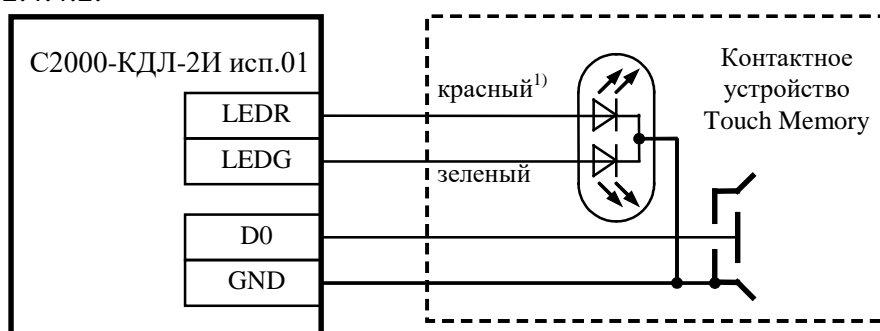 С2000-КДЛ-2И исп.01
LEDR
LEDG
D0
GND
красный¹⁾
зеленый
Контактное
устройство
Touch Memory